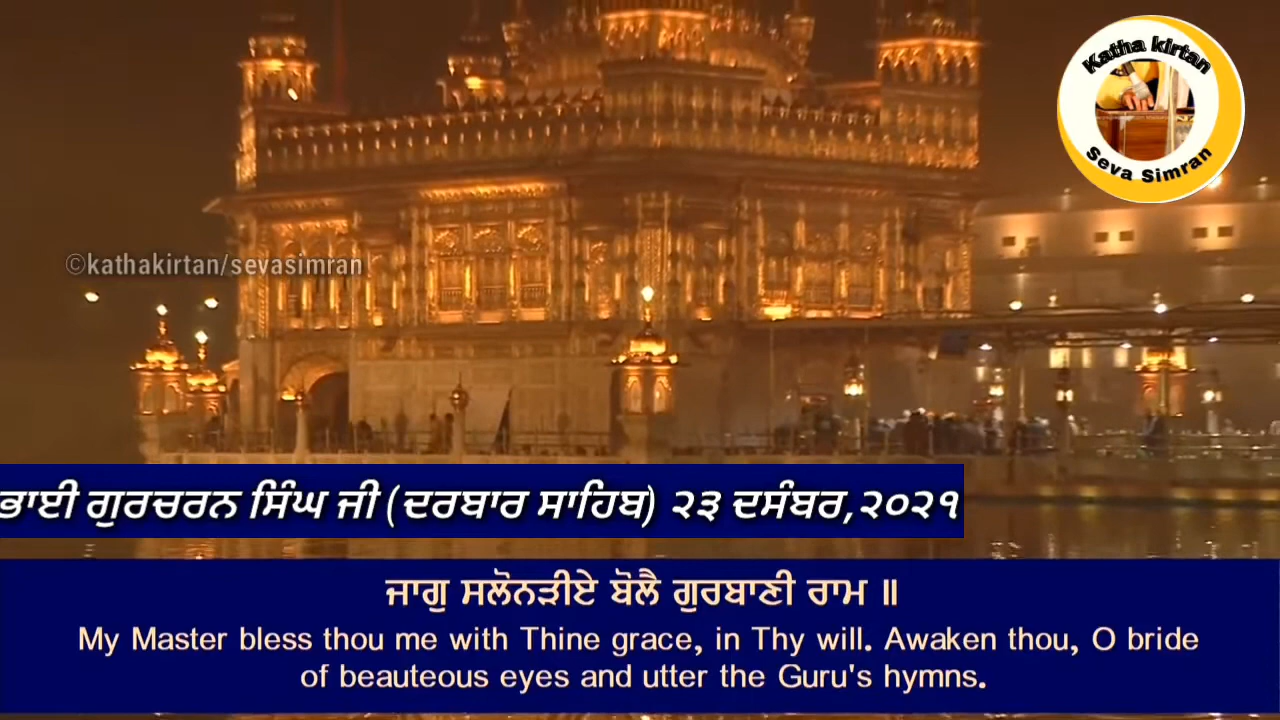 Katha kirtan
Seva Simran
©kathakirtan/sevasimran
ਭਾਈ ਗੁਰਚਰਨ ਸਿੰਘ ਜੀ (ਦਰਬਾਰ ਸਾਹਿਬ) ੨੩ ਦਸੰਬਰ,੨੦੨੧
ਜਾਗੁ ਸਲੋਨੜੀਏ ਬੋਲੈ ਗੁਰਬਾਣੀ ਰਾਮ ॥
My Master bless thou me with Thine grace, in Thy will. Awaken thou, O bride
of beauteous eyes and utter the Guru's hymns.